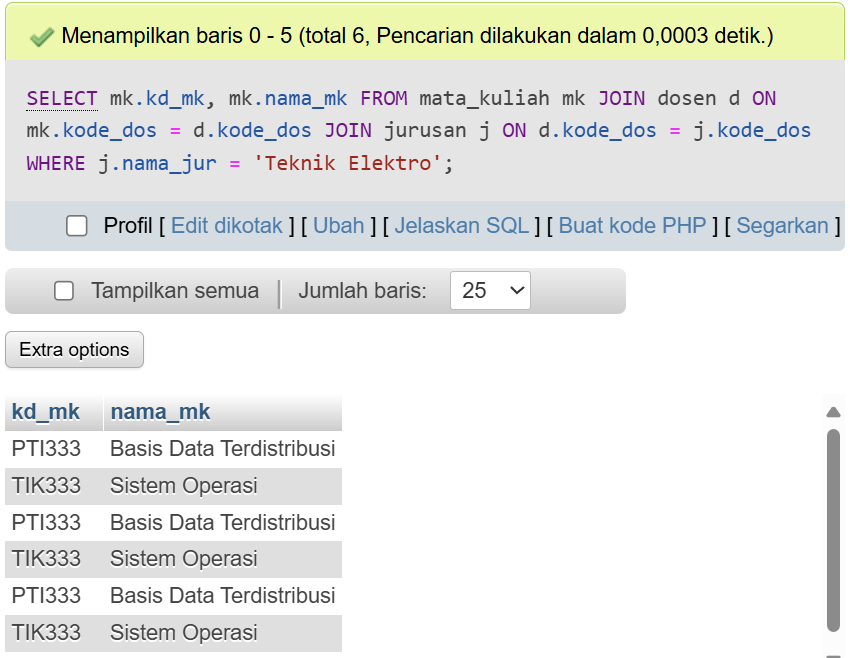 Menampilkan baris 0 - 5 (total 6, Pencarian dilakukan dalam 0,0003 detik.)
SELECT mk.kd_mk, mk.nama_mk FROM mata_kuliah mk JOIN dosen d ON
mk.kode_dos = d.kode_dos JOIN jurusan j ON d.kode_dos = j.kode_dos
WHERE j.nama_jur = 'Teknik Elektro';
Profil [ Edit dikotak ] [ Ubah ] [ Jelaskan SQL ] [ Buat kode PHP ] [ Segarkan ]
Tampilkan semua | Jumlah baris: 25
Extra options
kd_mk nama_mk
PTI333 Basis Data Terdistribusi
TIK333 Sistem Operasi
PTI333 Basis Data Terdistribusi
TIK333 Sistem Operasi
PTI333 Basis Data Terdistribusi
TIK333 Sistem Operasi